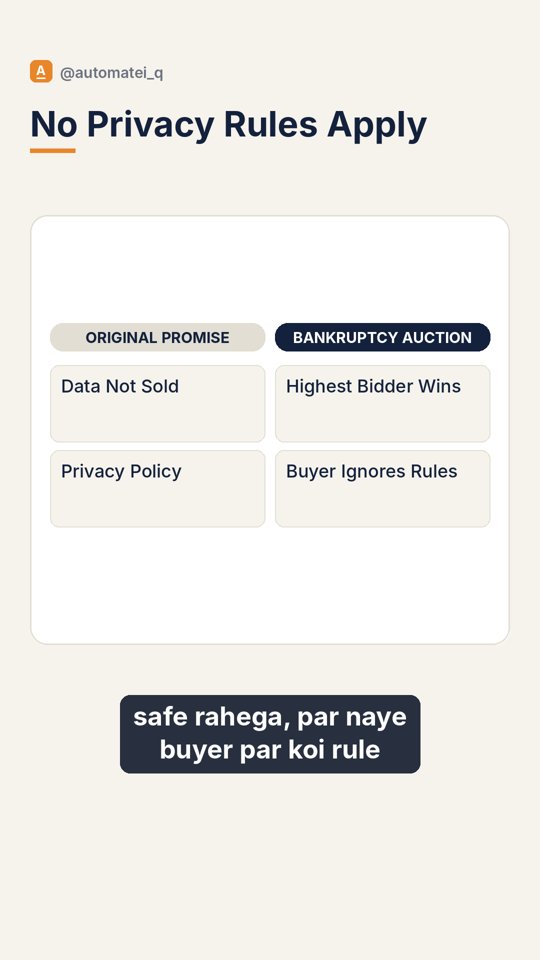 A
@automatei_q
No Privacy Rules Apply
ORIGINAL PROMISE
BANKRUPTCY AUCTION
Data Not Sold
Highest Bidder Wins
Privacy Policy
Buyer Ignores Rules
safe rahega, par naye
buyer par koi rule